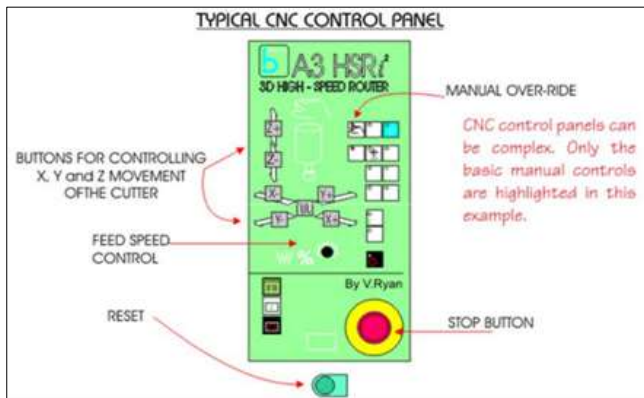 TYPICAL CNC CONTROL PANEL
b A3 HSRi²
3D HIGH - SPEED ROUTER
MANUAL OVER-RIDE
CNC control panels can
be complex. Only the
basic manual controls
are highlighted in this
example.
BUTTONS FOR CONTROLLING
X, Y and Z MOVEMENT
OFTHE CUTTER
Z+
Z-
X-
Y+
Y-
X+
FEED SPEED
CONTROL
%
By V.Ryan
RESET
STOP BUTTON